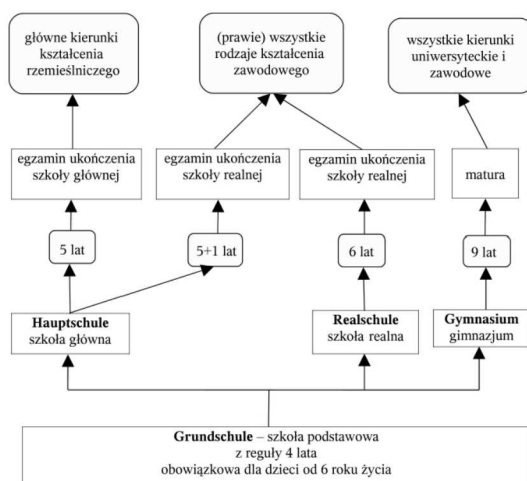 główne kierunki
kształcenia
rzemieślniczego
(prawie) wszystkie
rodzaje kształcenia
zawodowego
wszystkie kierunki
uniwersyteckie i
zawodowe
egzamin ukończenia
szkoły głównej
egzamin ukończenia
szkoły realnej
egzamin ukończenia
szkoły realnej
matura
5 lat
5+1 lat
6 lat
9 lat
Hauptschule
szkoła główna
Realschule
szkoła realna
Gymnasium
gimnazjum
Grundschule – szkoła podstawowa
z reguły 4 lata
obowiązkowa dla dzieci od 6 roku życia